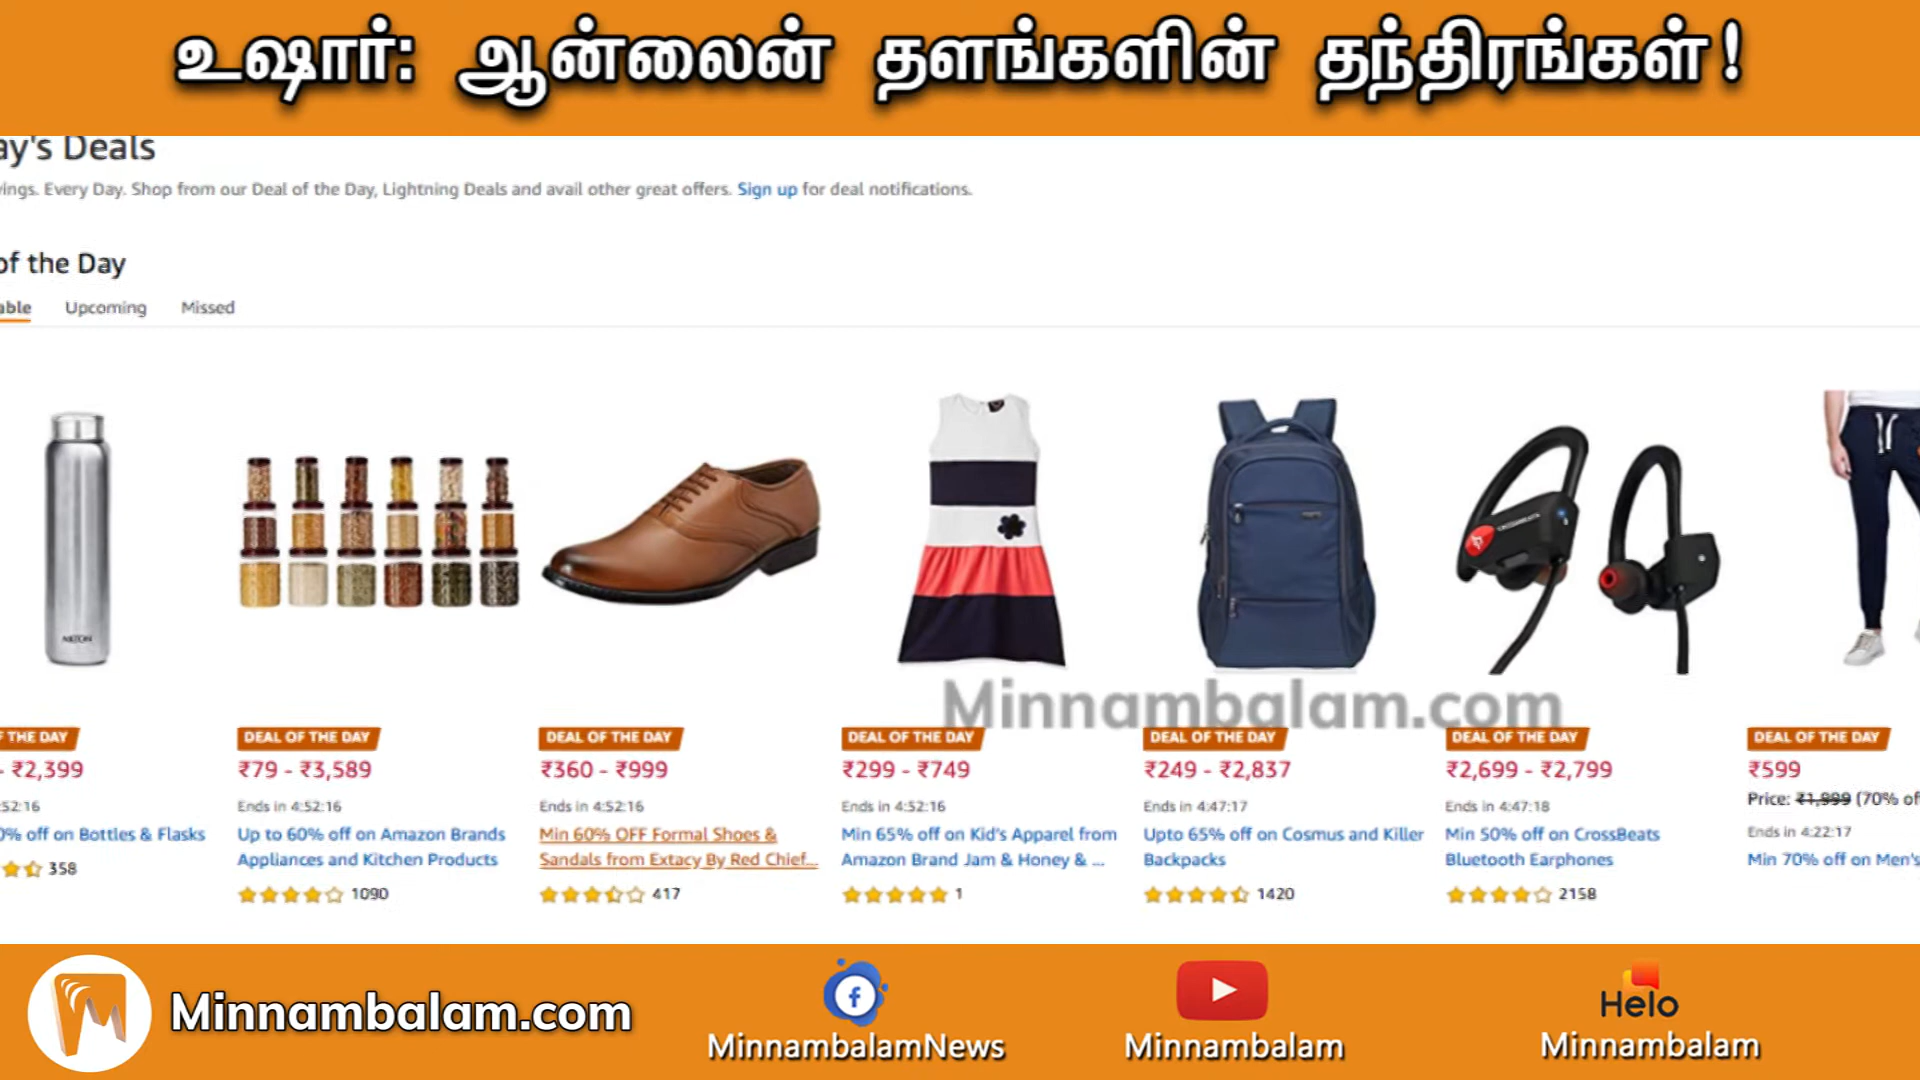 உஷார்: ஆன்லைன் தளங்களின் தந்திரங்கள்!
ay's Deals
ings. Every Day. Shop from our Deal of the Day, Lightning Deals and avail other great offers. Sign up for deal notifications.
of the Day
able Upcoming Missed
MILTON
Minnambalam.com
F THE DAY DEAL OF THE DAY DEAL OF THE DAY DEAL OF THE DAY DEAL OF THE DAY DEAL OF THE DAY DEAL OF THE DAY
- ₹2,399 ₹79 - ₹3,589 ₹360 - ₹999 ₹299 - ₹749 ₹249 - ₹2,837 ₹2,699 - ₹2,799 ₹599
Price: ₹1,999 (70% of
:52:16 Ends in 4:52:16 Ends in 4:52:16 Ends in 4:52:16 Ends in 4:47:17 Ends in 4:47:18 Ends in 4:22:17
0% off on Bottles & Flasks Up to 60% off on Amazon Brands Min 60% OFF Formal Shoes & Min 65% off on Kid's Apparel from Upto 65% off on Cosmus and Killer Min 50% off on CrossBeats Min 70% off on Men's
Appliances and Kitchen Products Sandals from Extacy By Red Chief... Amazon Brand Jam & Honey & ... Backpacks Bluetooth Earphones
358 1090 417 1 1420 2158
Minnambalam.com
MinnambalamNews
Minnambalam
Helo
Minnambalam